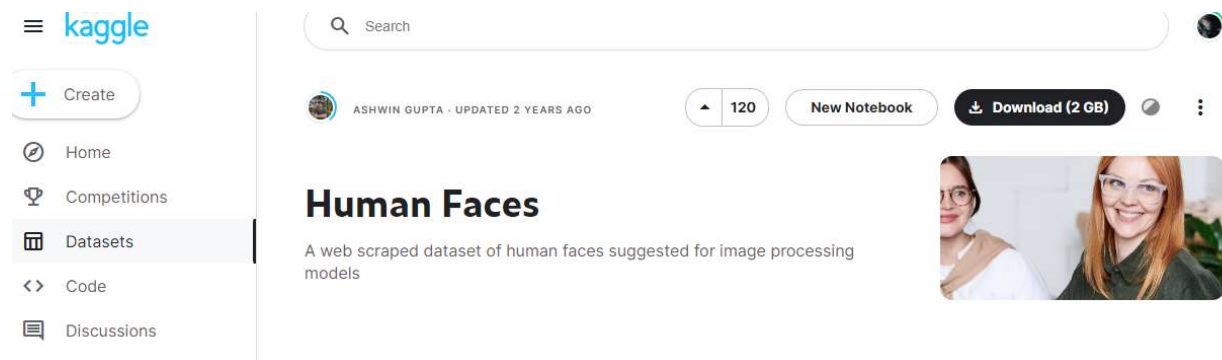 kaggle
Search
Create
ASHWIN GUPTA · UPDATED 2 YEARS AGO
120
New Notebook
Download (2 GB)
Home
Competitions
Datasets
Code
Discussions
Human Faces
A web scraped dataset of human faces suggested for image processing
models